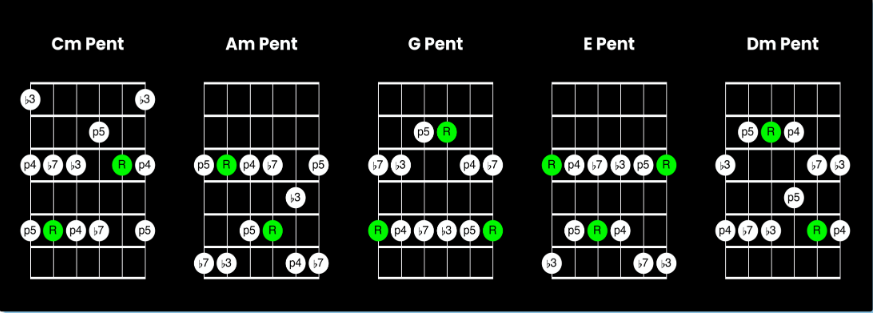 Cm Pent
♭3 ♭3
p5
p4 ♭7 ♭3 R p4
p5 R p4 ♭7 p5
Am Pent
p5 R p4 ♭7 p5
♭3
p5 R
♭7 ♭3 p4 ♭7
G Pent
p5 R
♭7 ♭3 p4 ♭7
R p4 ♭7 ♭3 p5 R
E Pent
R p4 ♭7 ♭3 p5 R
p5 R p4
♭3 ♭7 ♭3
Dm Pent
p5 R p4
♭3 ♭7 ♭3
p5
p4 ♭7 ♭3 R p4